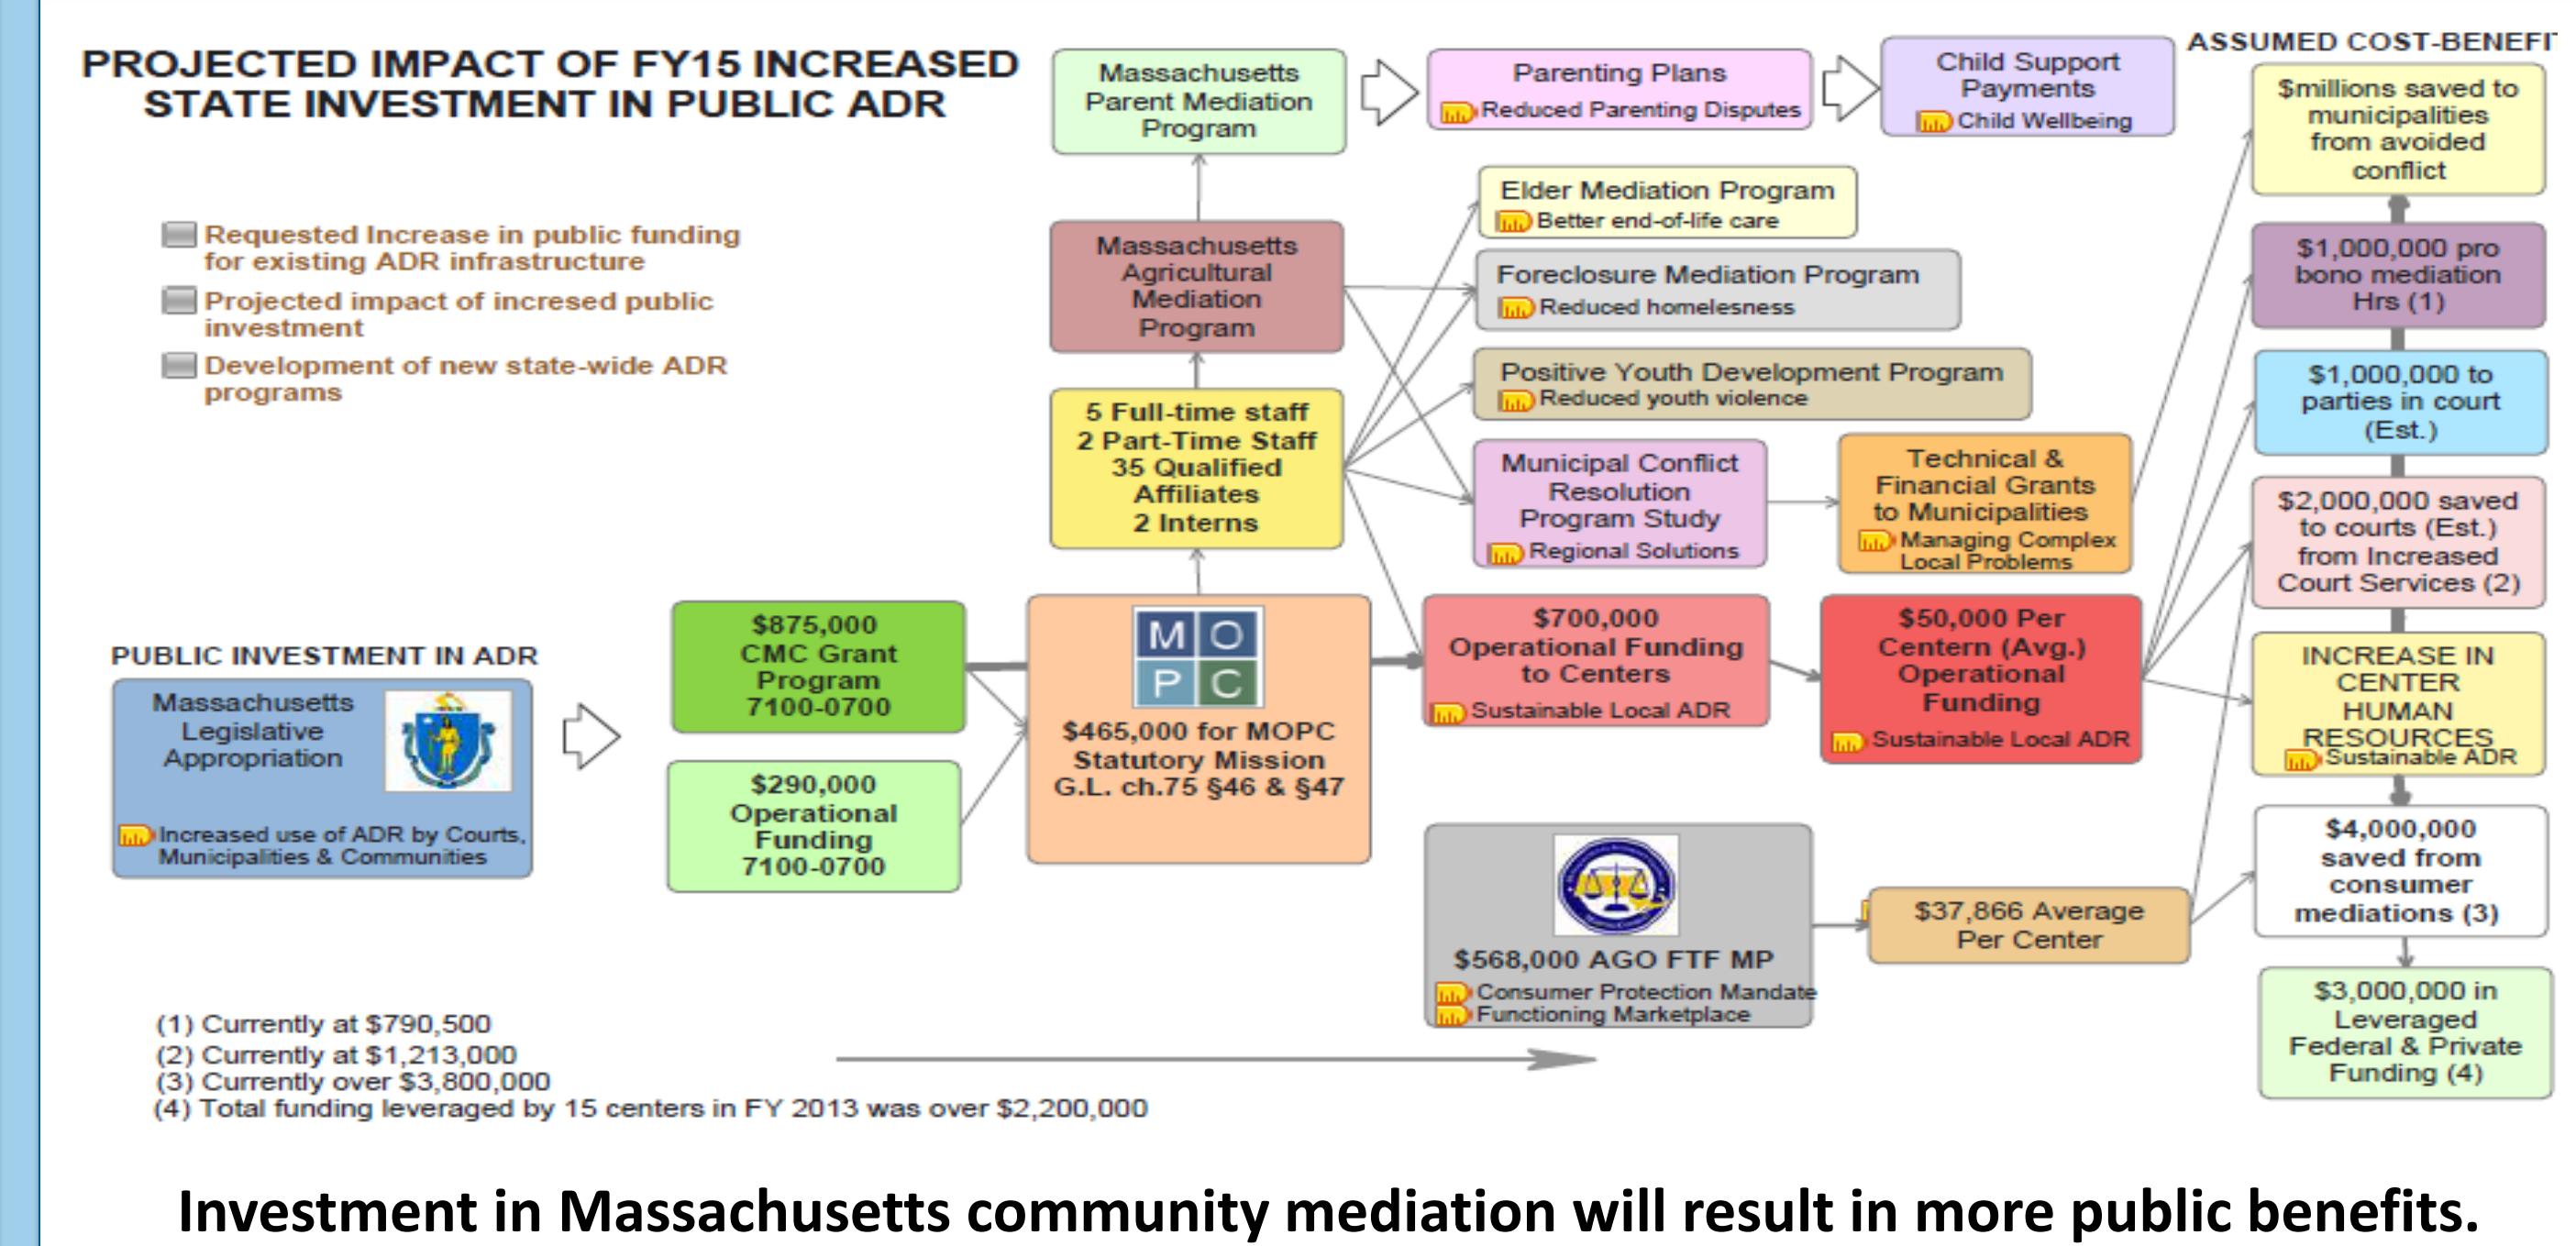 PROJECTED IMPACT OF FY15 INCREASED
STATE INVESTMENT IN PUBLIC ADR
Requested Increase in public funding
for existing ADR infrastructure
Projected impact of incresed public
investment
Development of new state-wide ADR
programs
PUBLIC INVESTMENT IN ADR
Massachusetts
Legislative
Appropriation
Increased use of ADR by Courts,
Municipalities & Communities
$875,000
CMC Grant
Program
7100-0700
$290,000
Operational
Funding
7100-0700
Massachusetts
Parent Mediation
Program
Massachusetts
Agricultural
Mediation
Program
5 Full-time staff
2 Part-Time Staff
35 Qualified
Affiliates
2 Interns
M O
P C
$465,000 for MOPC
Statutory Mission
G.L. ch.75 §46 & §47
Parenting Plans
Reduced Parenting Disputes
Child Support
Payments
Child Wellbeing
Elder Mediation Program
Better end-of-life care
Foreclosure Mediation Program
Reduced homelesness
Positive Youth Development Program
Reduced youth violence
Municipal Conflict
Resolution
Program Study
Regional Solutions
Technical &
Financial Grants
to Municipalities
Managing Complex
Local Problems
$700,000
Operational Funding
to Centers
Sustainable Local ADR
$50,000 Per
Centern (Avg.)
Operational
Funding
Sustainable Local ADR
$568,000 AGO FTF MP
Consumer Protection Mandate
Functioning Marketplace
$37,866 Average
Per Center
ASSUMED COST-BENEFIT
$millions saved to
municipalities
from avoided
conflict
$1,000,000 pro
bono mediation
Hrs (1)
$1,000,000 to
parties in court
(Est.)
$2,000,000 saved
to courts (Est.)
from Increased
Court Services (2)
INCREASE IN
CENTER
HUMAN
RESOURCES
Sustainable ADR
$4,000,000
saved from
consumer
mediations (3)
$3,000,000 in
Leveraged
Federal & Private
Funding (4)
(1) Currently at $790,500
(2) Currently at $1,213,000
(3) Currently over $3,800,000
(4) Total funding leveraged by 15 centers in FY 2013 was over $2,200,000
Investment in Massachusetts community mediation will result in more public benefits.